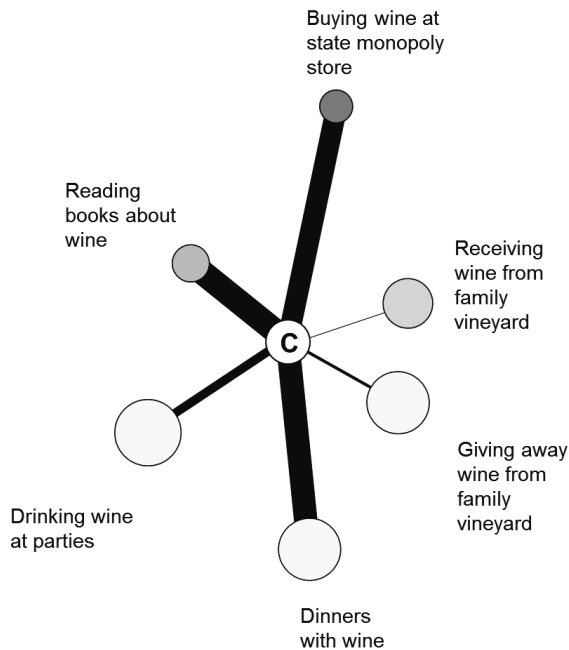 Buying wine at
state monopoly
store
Reading
books about
wine
Receiving
wine from
family
vineyard
C
Giving away
wine from
family
vineyard
Drinking wine
at parties
Dinners
with wine